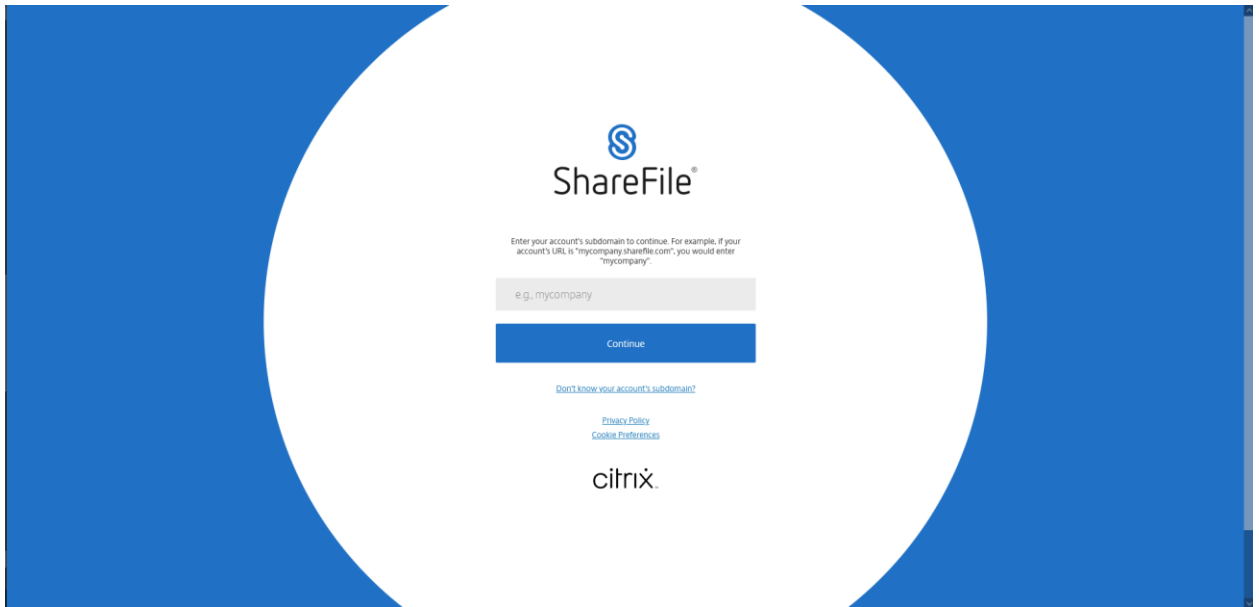 ShareFile®
Enter your account's subdomain to continue. For example, if your
account's URL is "mycompany.sharefile.com", you would enter
"mycompany".
e.g., mycompany
Continue
Don't know your account's subdomain?
Privacy Policy
Cookie Preferences
citrix™